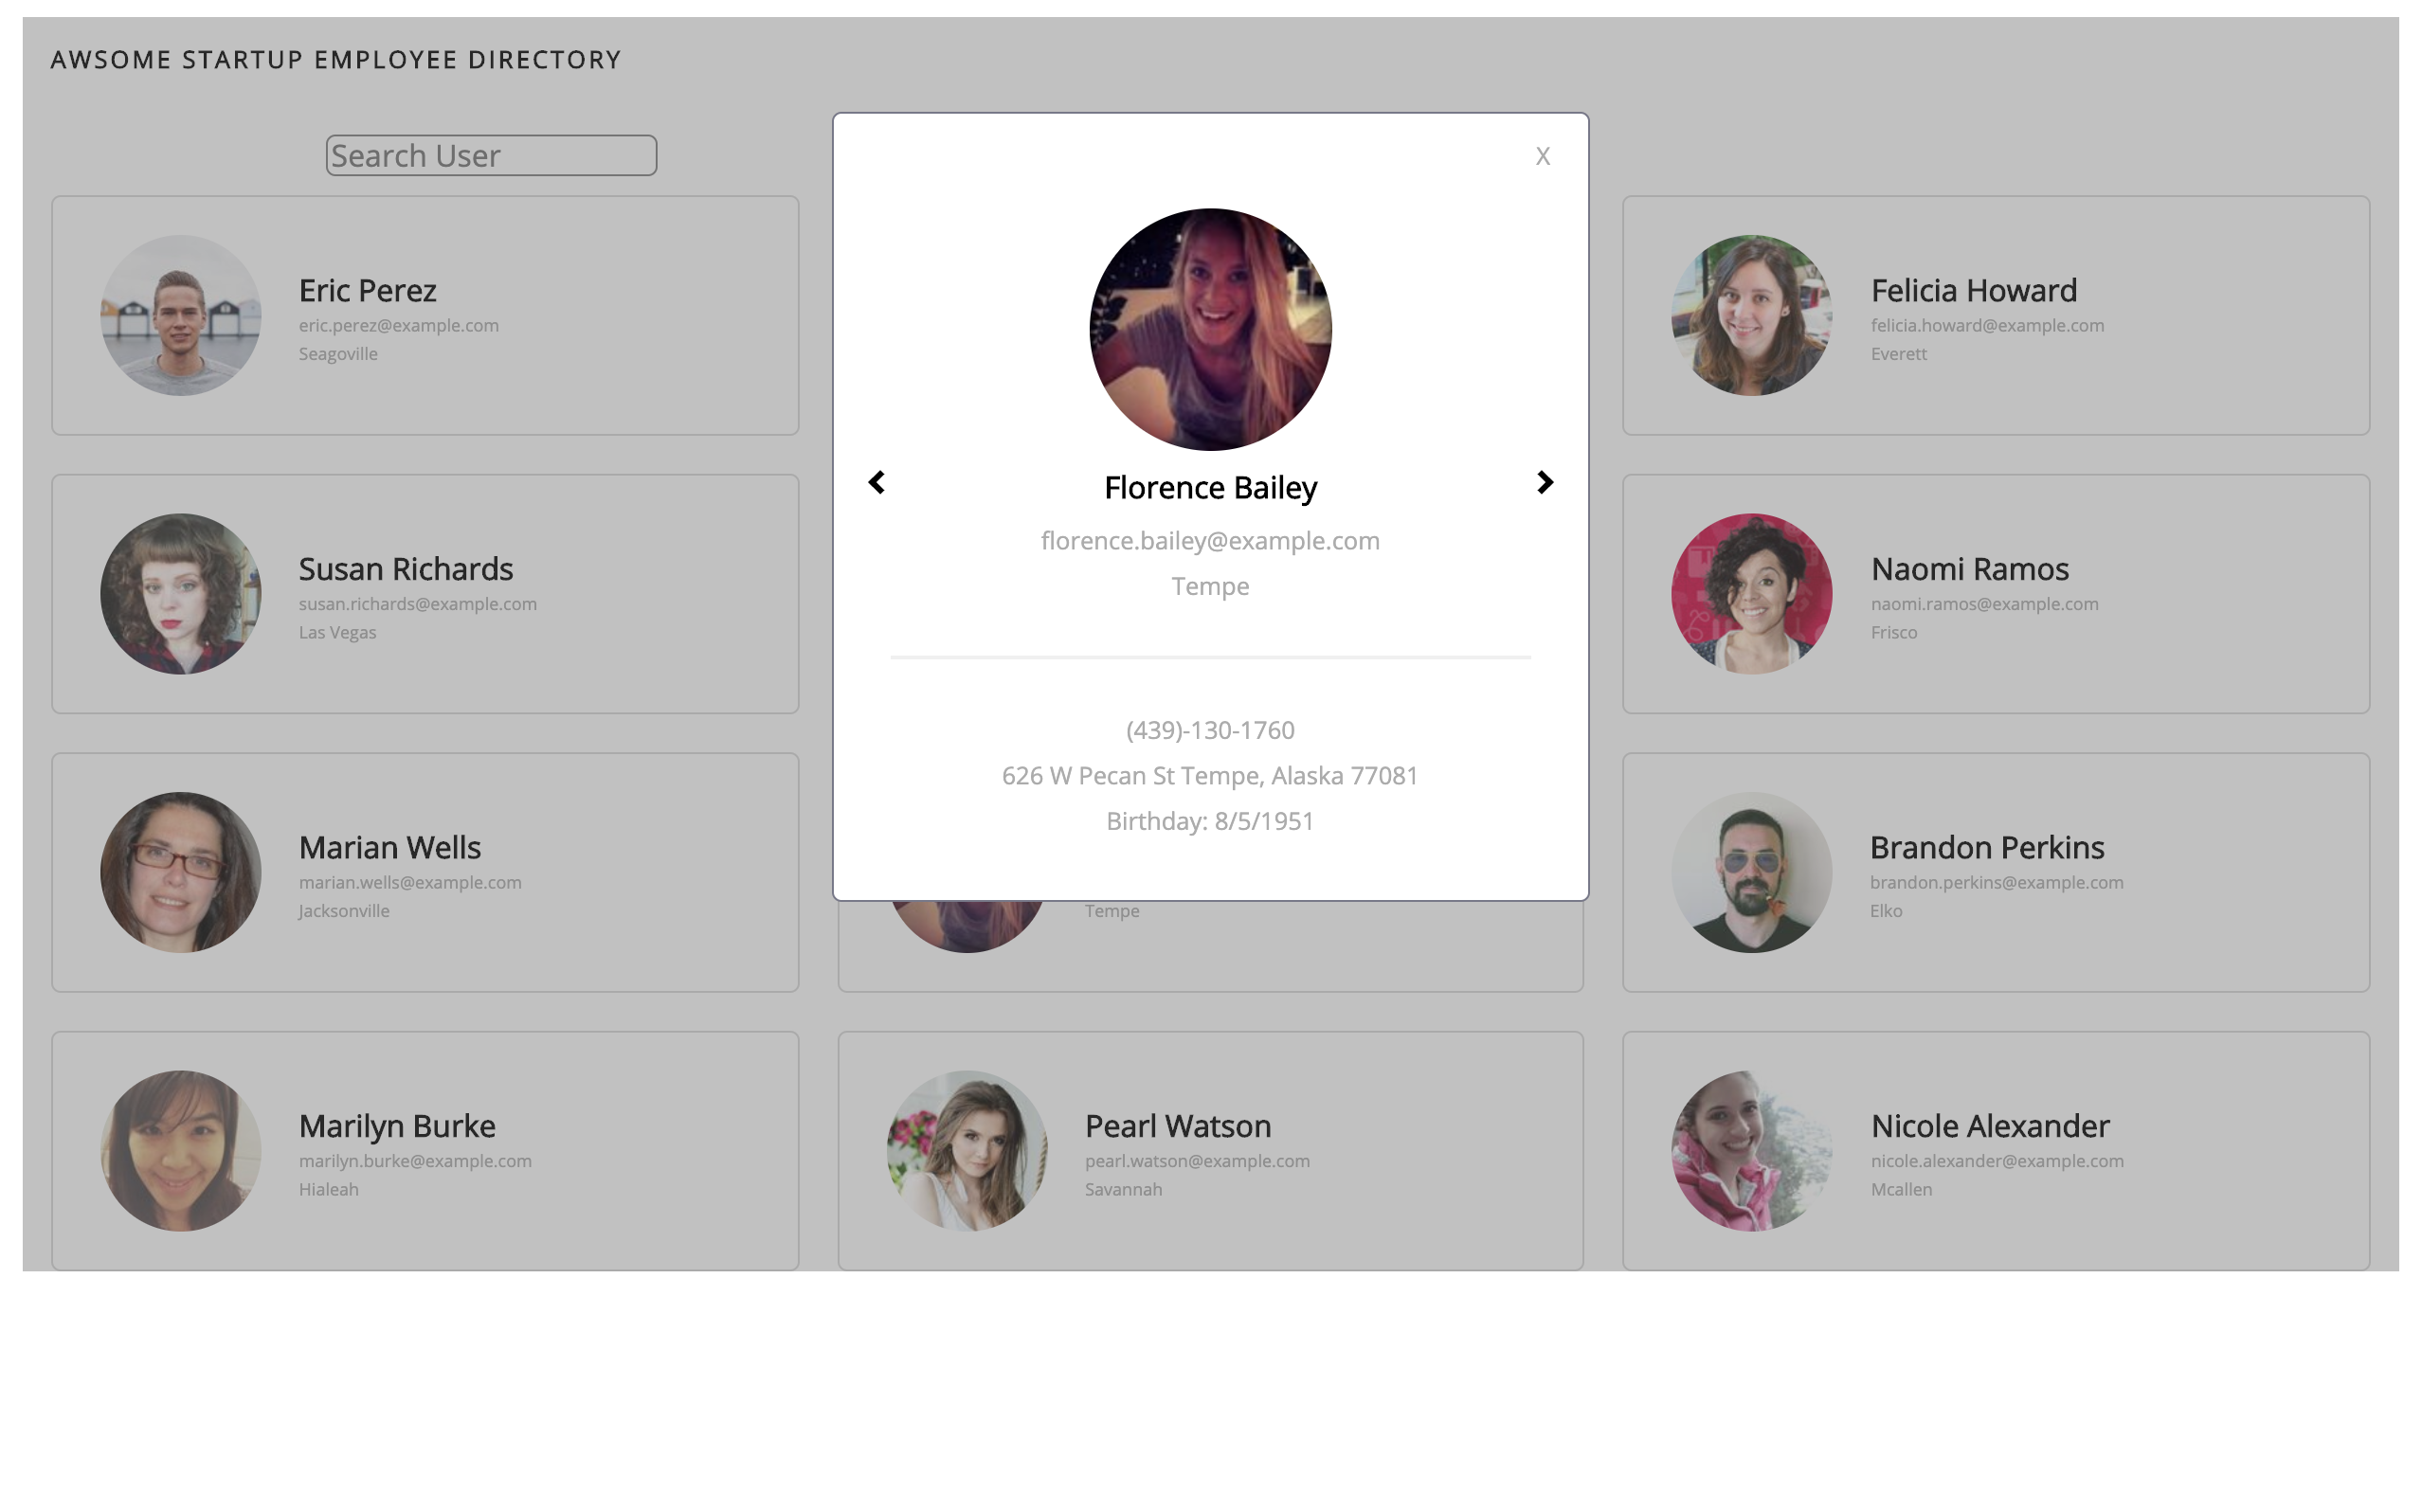 AWSOME STARTUP EMPLOYEE DIRECTORY
Search User
X
Florence Bailey
florence.bailey@example.com
Tempe
(439)-130-1760
626 W Pecan St Tempe, Alaska 77081
Birthday: 8/5/1951
Eric Perez
eric.perez@example.com
Seagoville
Felicia Howard
felicia.howard@example.com
Everett
Susan Richards
susan.richards@example.com
Las Vegas
Naomi Ramos
naomi.ramos@example.com
Frisco
Marian Wells
marian.wells@example.com
Jacksonville
Tempe
Brandon Perkins
brandon.perkins@example.com
Elko
Marilyn Burke
marilyn.burke@example.com
Hialeah
Pearl Watson
pearl.watson@example.com
Savannah
Nicole Alexander
nicole.alexander@example.com
Mcallen